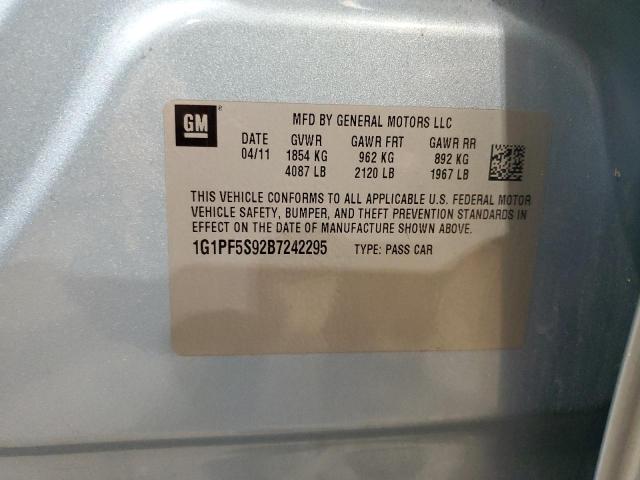 GM ®
MFD BY GENERAL MOTORS LLC
DATE GVWR GAWR FRT GAWR RR
04/11 1854 KG 962 KG 892 KG
4087 LB 2120 LB 1967 LB
THIS VEHICLE CONFORMS TO ALL APPLICABLE U.S. FEDERAL MOTOR
VEHICLE SAFETY, BUMPER, AND THEFT PREVENTION STANDARDS IN
EFFECT ON THE DATE OF MANUFACTURE SHOWN ABOVE.
1G1PF5S92B7242295 TYPE: PASS CAR